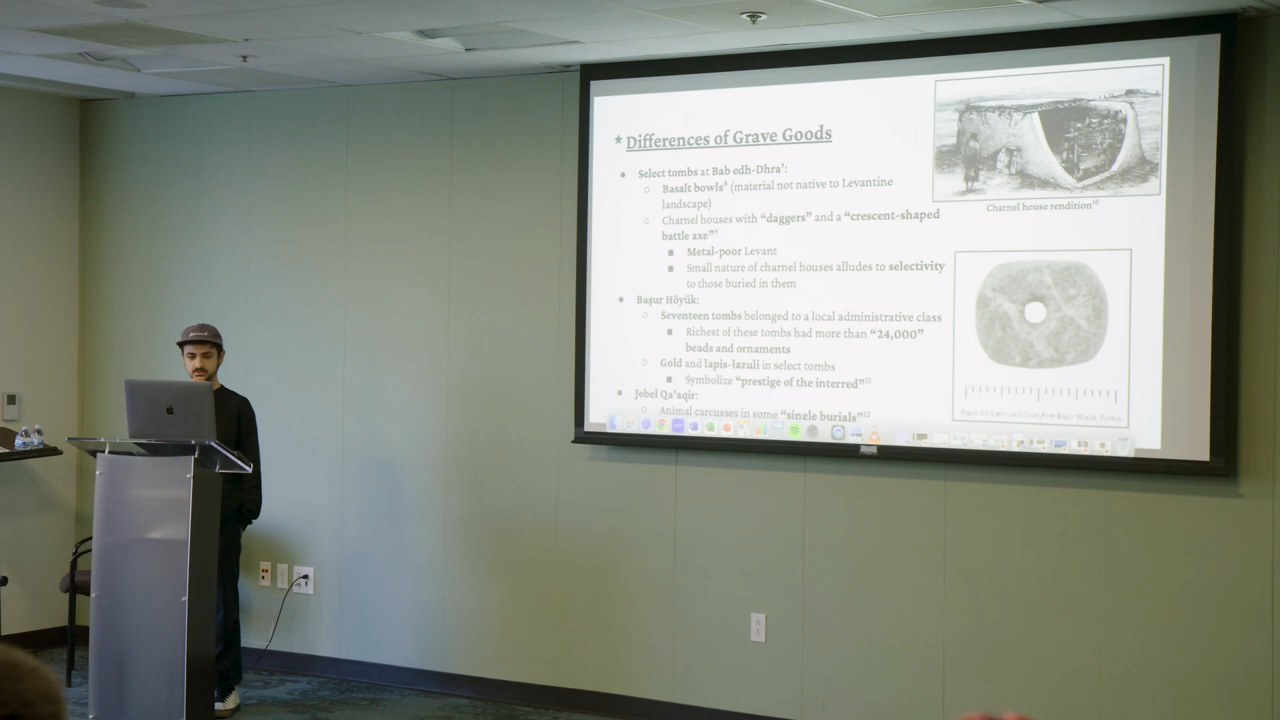 * Differences of Grave Goods
● Select tombs at Bab edh-Dhra':
○ Basalt bowls⁸ (material not native to Levantine
landscape)
○ Charnel houses with “daggers” and a “crescent-shaped
battle axe”⁹
■ Metal-poor Levant
■ Small nature of charnel houses alludes to selectivity
to those buried in them
● Başur Höyük:
○ Seventeen tombs belonged to a local administrative class
■ Richest of these tombs had more than “24,000”
beads and ornaments
○ Gold and lapis-lazuli in select tombs
■ Symbolize “prestige of the interred”
● Jebel Qa'aqir:
○ Animal carcusses in some “single burials”
Charnel house rendition¹⁰